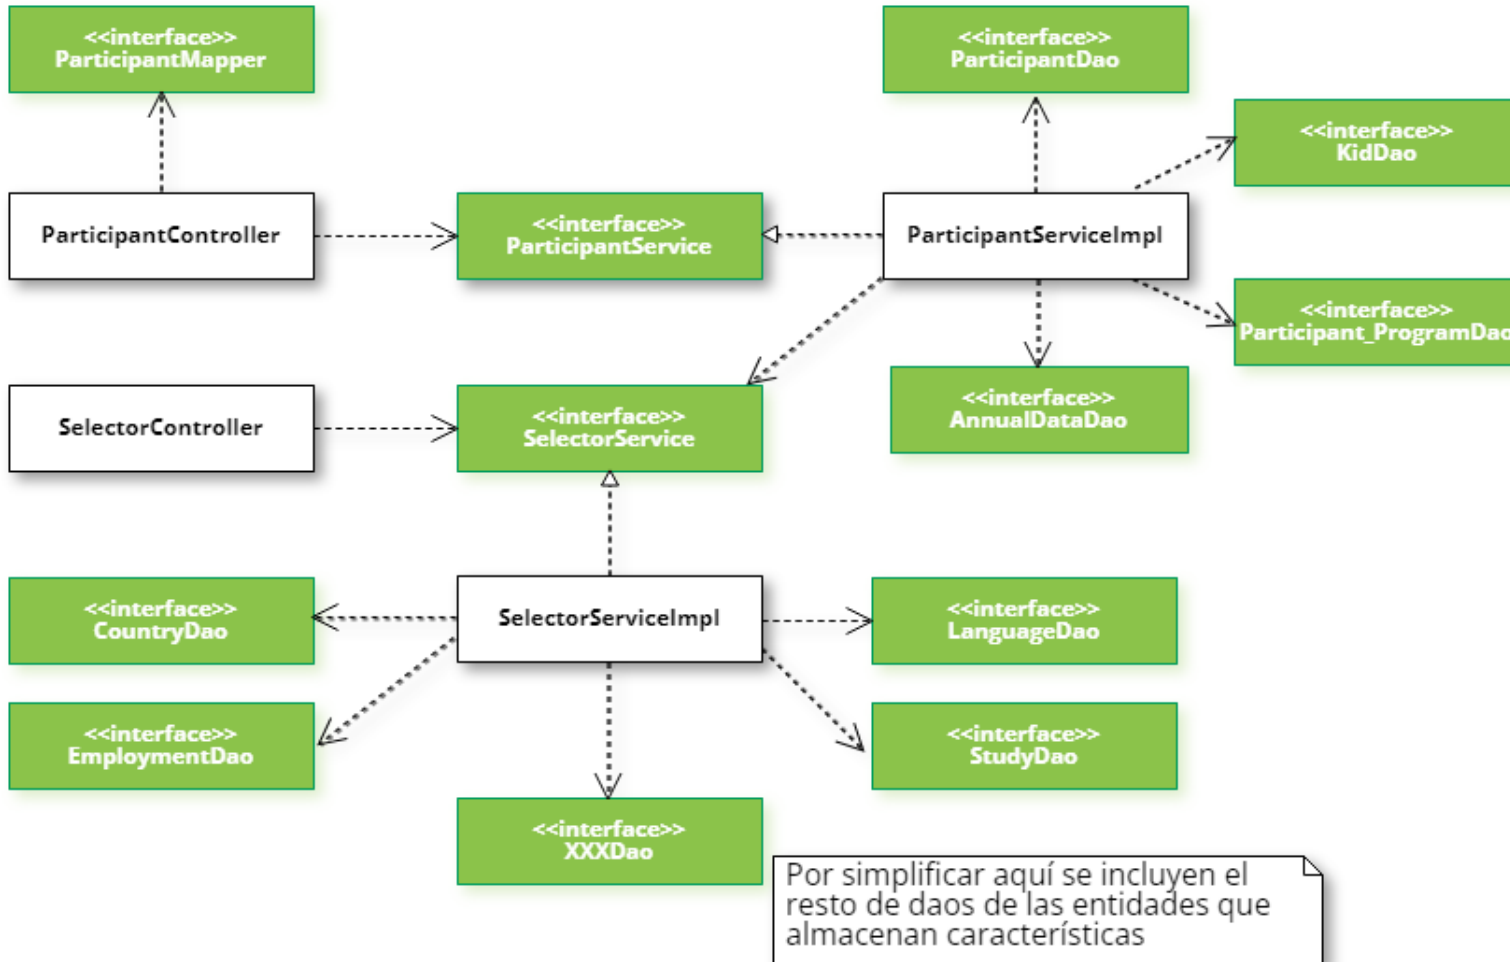 <<interface>>
ParticipantMapper
<<interface>>
ParticipantDao
<<interface>>
KidDao
ParticipantController
<<interface>>
ParticipantService
ParticipantServiceImpl
<<interface>>
Participant_ProgramDao
<<interface>>
AnnualDataDao
SelectorController
<<interface>>
SelectorService
<<interface>>
CountryDao
SelectorServiceImpl
<<interface>>
LanguageDao
<<interface>>
EmploymentDao
<<interface>>
StudyDao
<<interface>>
XXXDao
Por simplificar aquí se incluyen el
resto de daos de las entidades que
almacenan características